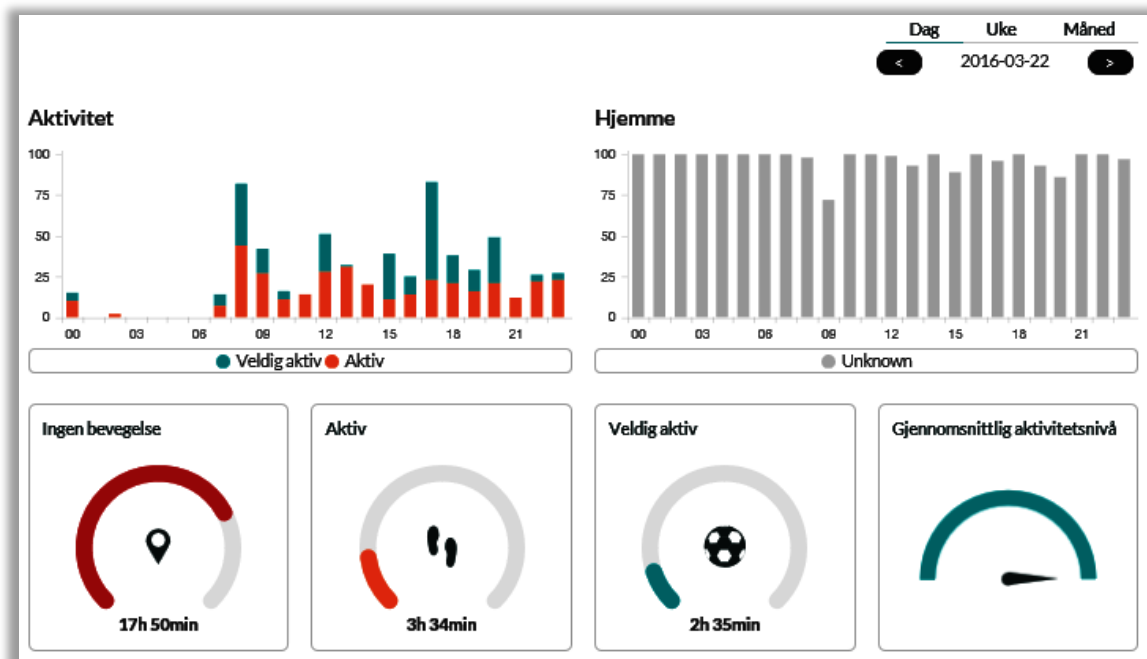 Dag Uke Måned
< 2016-03-22 >
Aktivitet
100
75
50
25
0
00 03 06 09 12 15 18 21
Veldig aktiv Aktiv
Hjemme
100
75
50
25
0
00 03 06 09 12 15 18 21
Unknown
Ingen bevegelse
17h 50min
Aktiv
3h 34min
Veldig aktiv
2h 35min
Gjennomsnittlig aktivitetsnivå